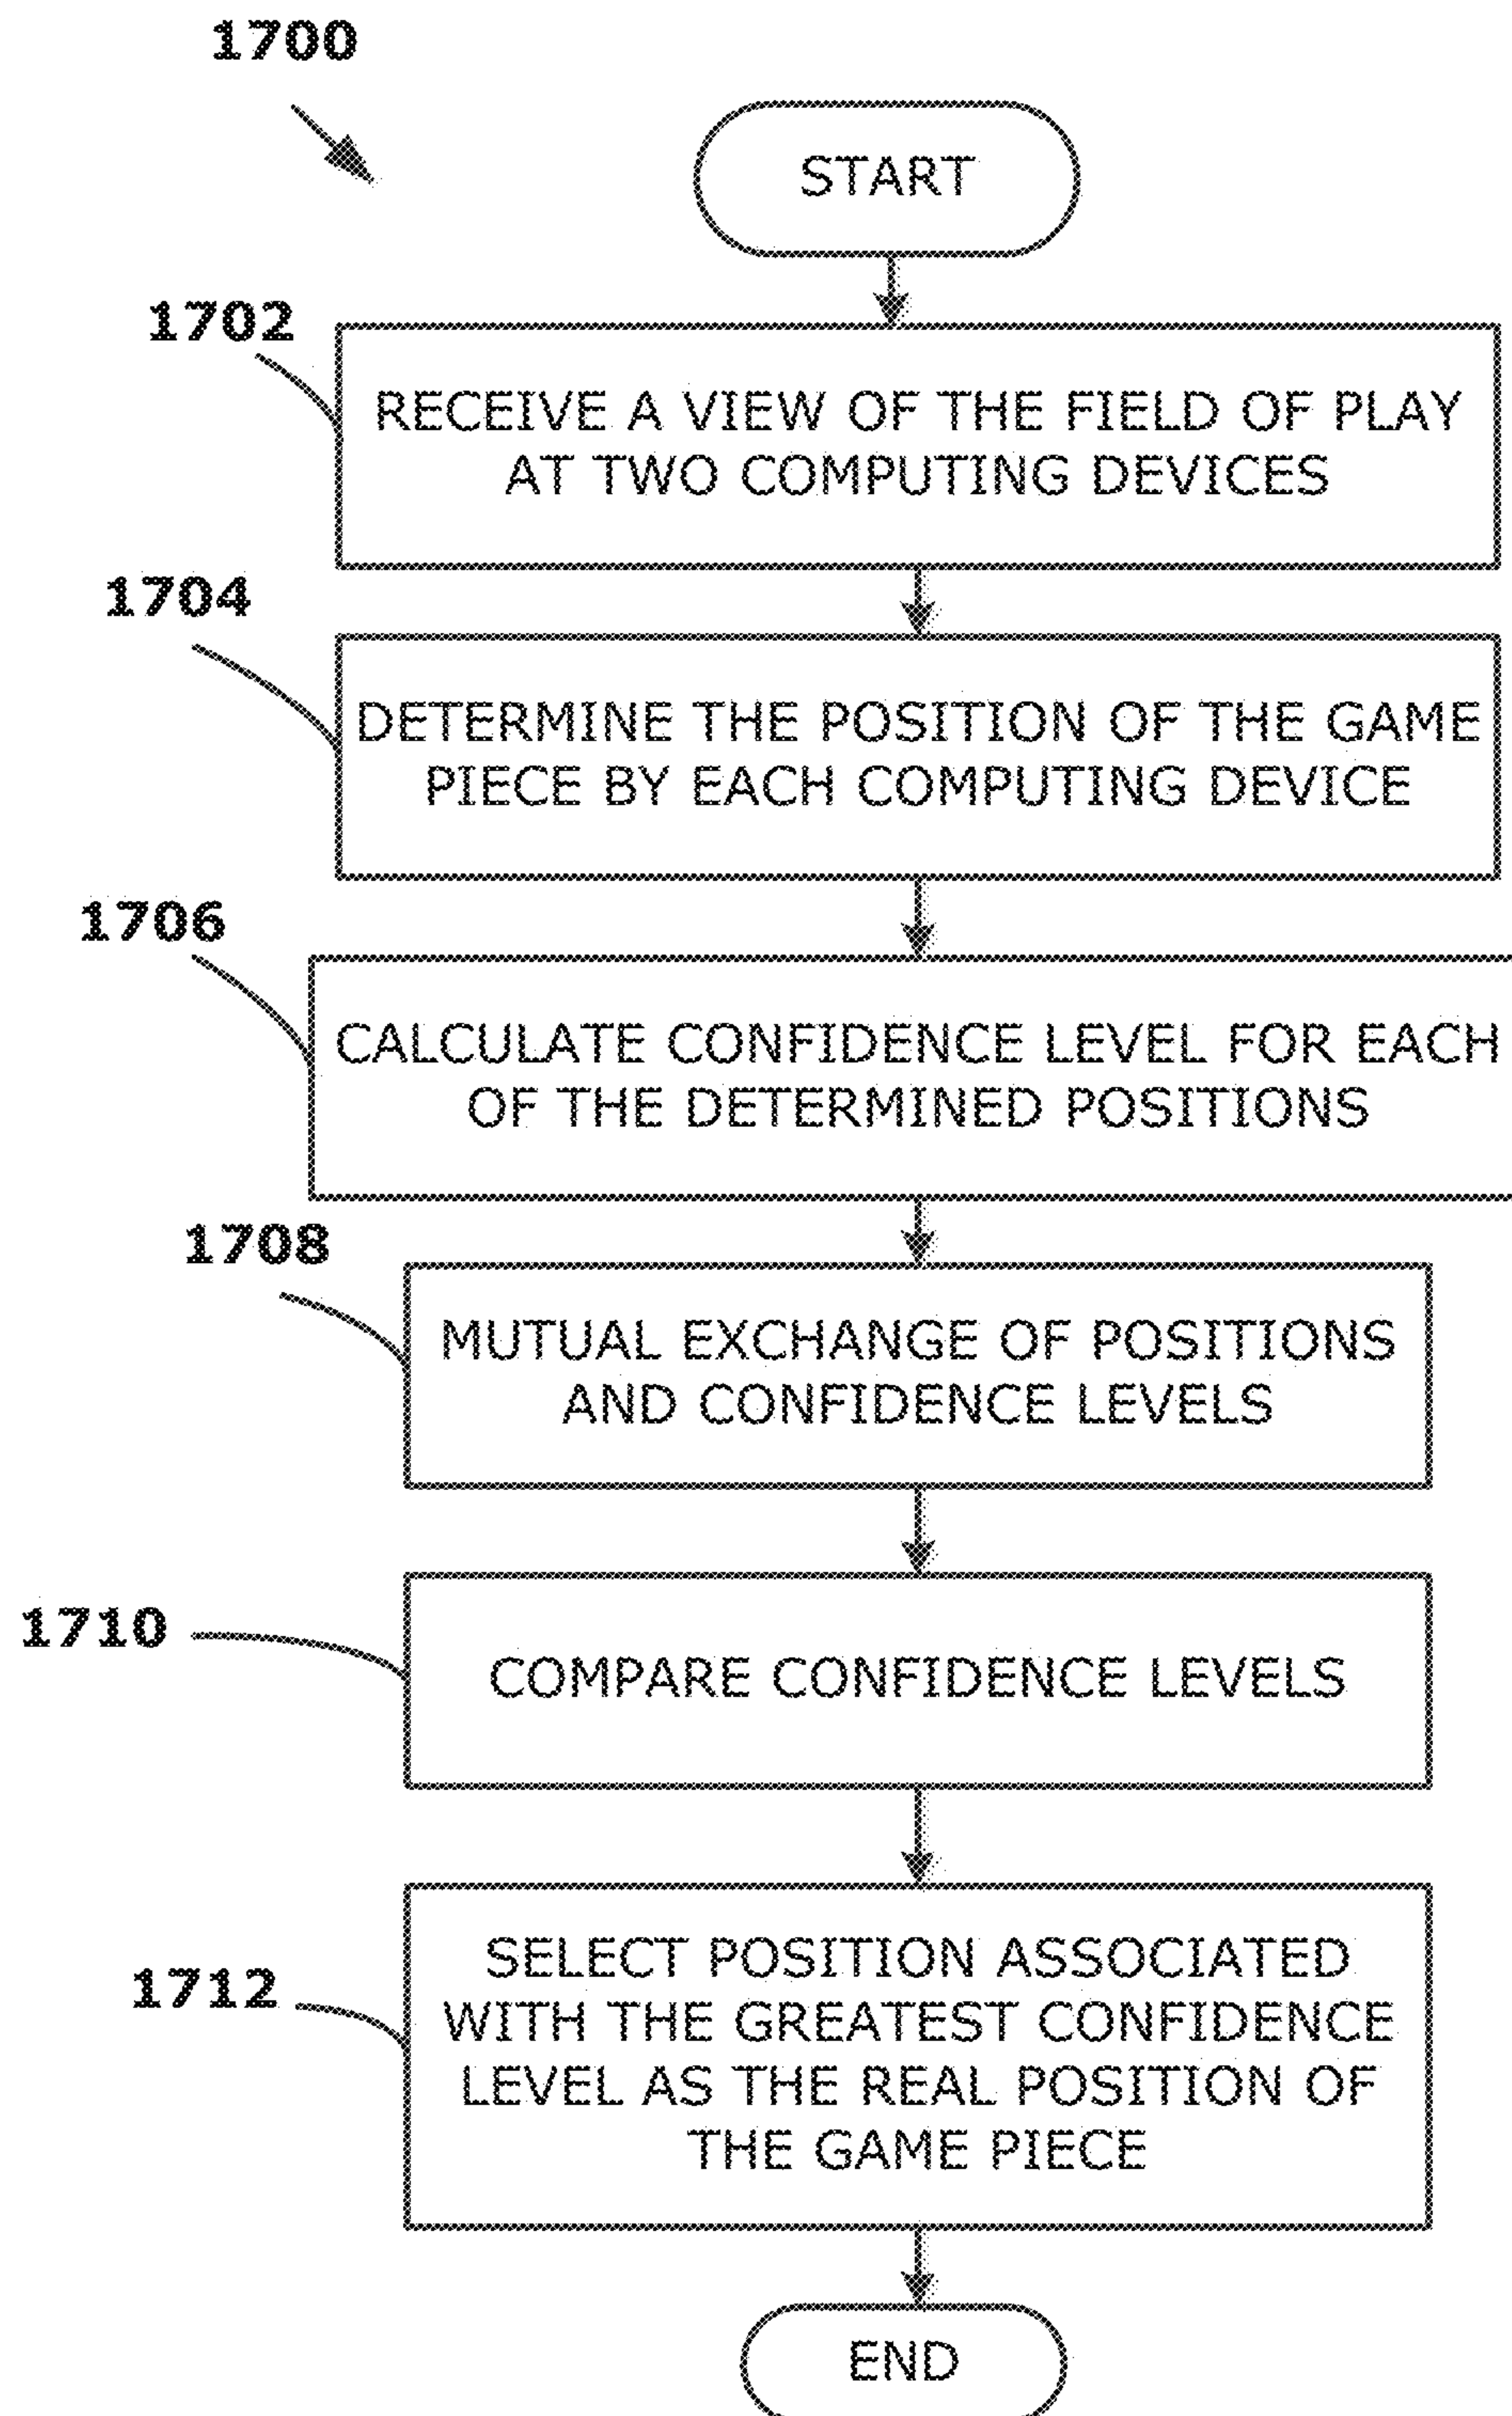 1700
START
1702
RECEIVE A VIEW OF THE FIELD OF PLAY
AT TWO COMPUTING DEVICES
1704
DETERMINE THE POSITION OF THE GAME
PIECE BY EACH COMPUTING DEVICE
1706
CALCULATE CONFIDENCE LEVEL FOR EACH
OF THE DETERMINED POSITIONS
1708
MUTUAL EXCHANGE OF POSITIONS
AND CONFIDENCE LEVELS
1710
COMPARE CONFIDENCE LEVELS
1712
SELECT POSITION ASSOCIATED
WITH THE GREATEST CONFIDENCE
LEVEL AS THE REAL POSITION OF
THE GAME PIECE
END